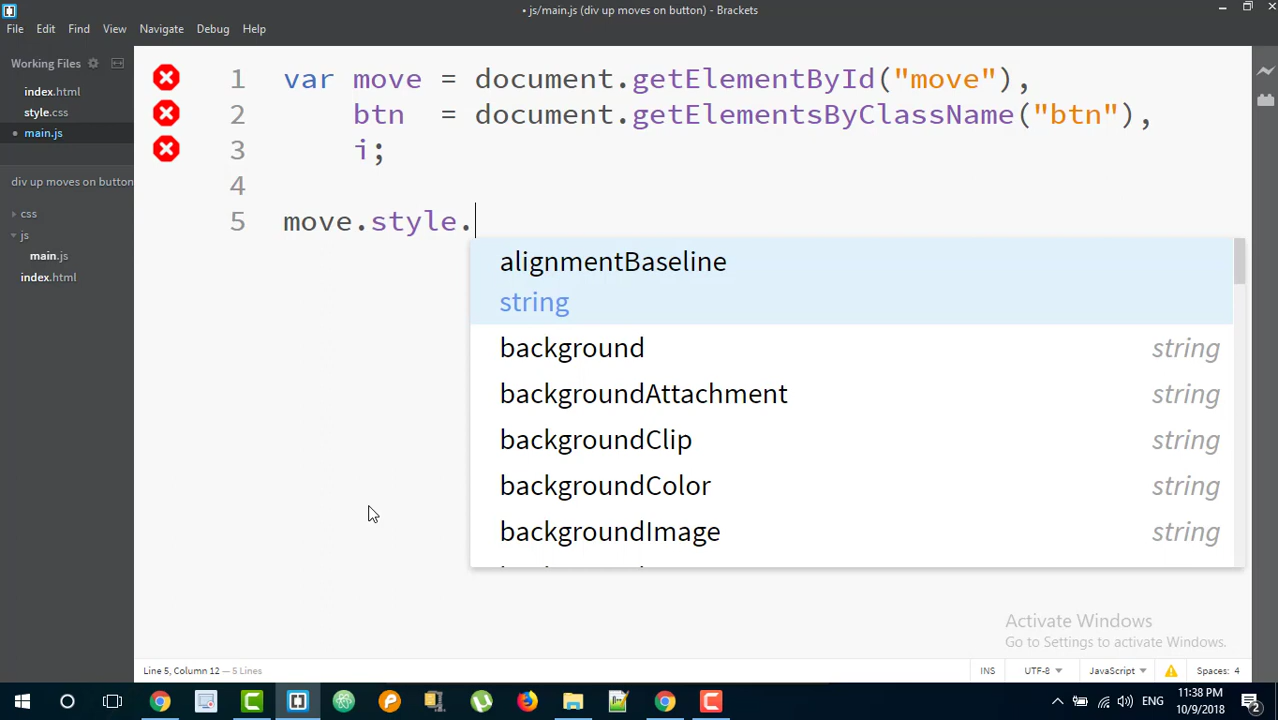 • js/main.js (div up moves on button) - Brackets
File Edit Find View Navigate Debug Help
Working Files
index.html
style.css
• main.js
div up moves on button
css
js
main.js
index.html
1 var move = document.getElementById("move"),
2 btn = document.getElementsByClassName("btn"),
3 i;
4
5 move.style.
alignmentBaseline
string
background string
backgroundAttachment string
backgroundClip string
backgroundColor string
backgroundImage string
Activate Windows
Go to Settings to activate Windows.
Line 5, Column 12 — 5 Lines
INS UTF-8 JavaScript Spaces: 4
ENG
11:38 PM
10/9/2018
2